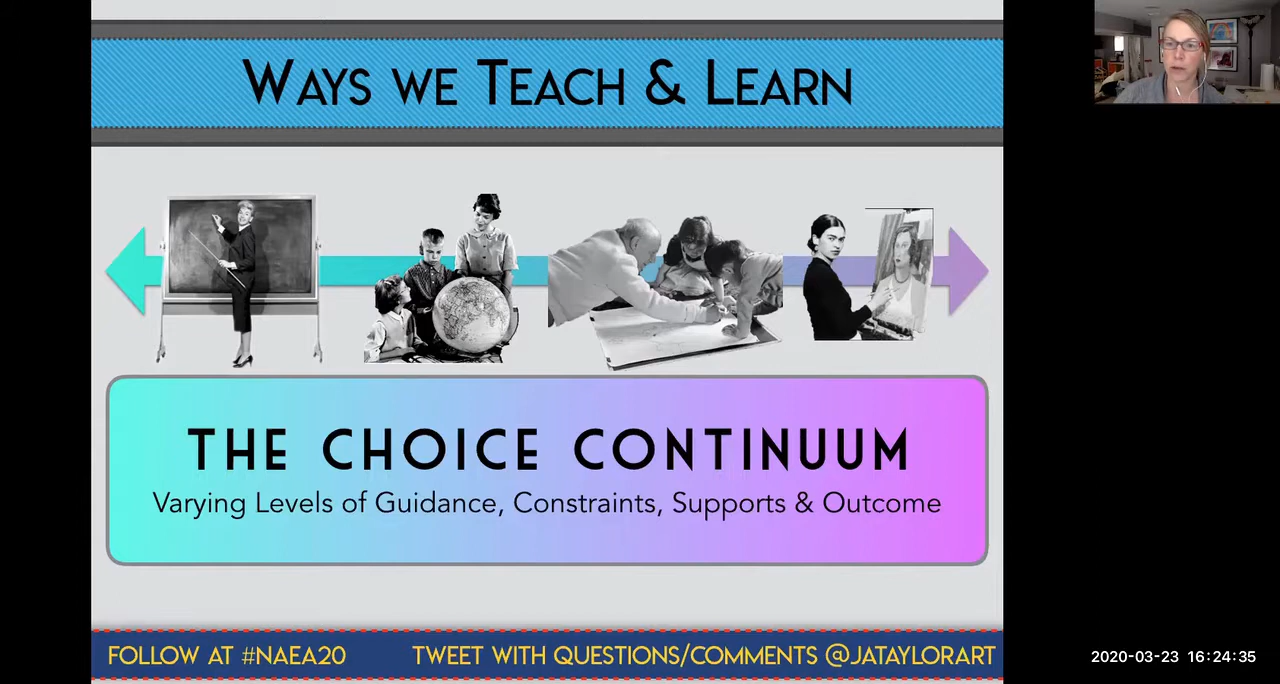 WAYS WE TEACH & LEARN
THE CHOICE CONTINUUM
Varying Levels of Guidance, Constraints, Supports & Outcome
FOLLOW AT #NAEA20 TWEET WITH QUESTIONS/COMMENTS @JATAYLORART
2020-03-23 16:24:35